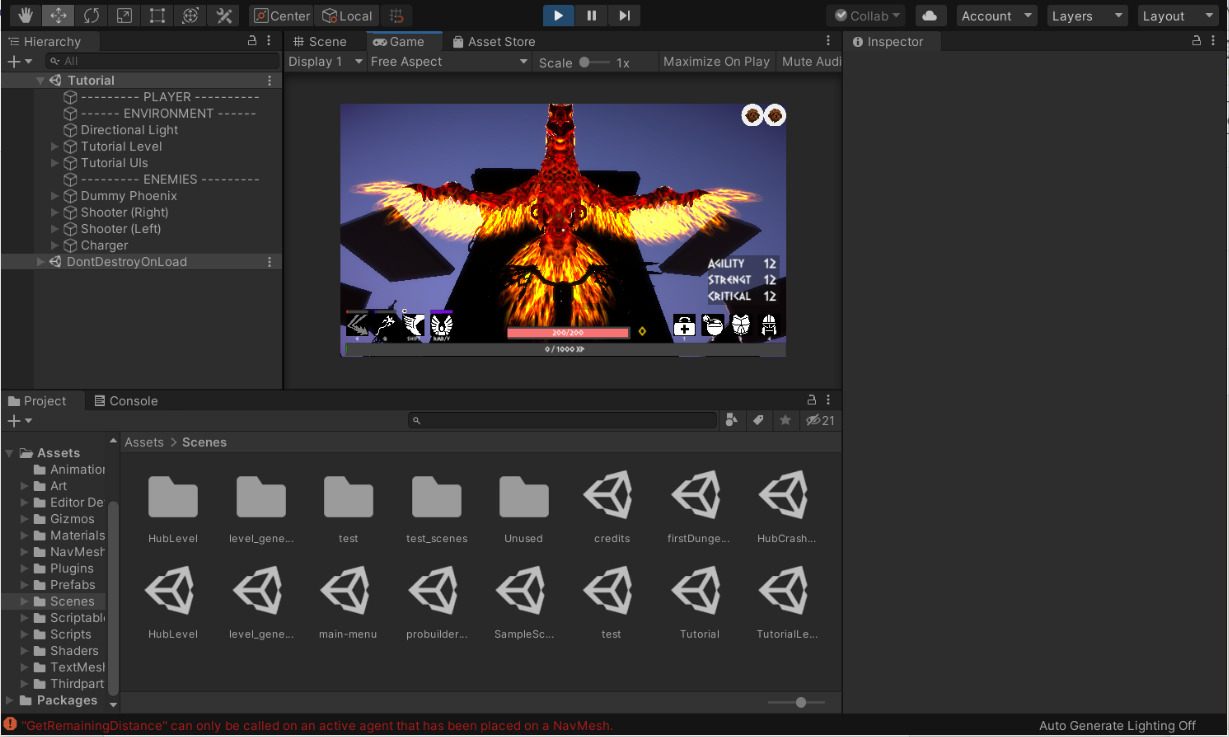 Center Local Collab Account Layers Layout
Hierarchy
All
Tutorial
--------- PLAYER ----------
------ ENVIRONMENT ------
Directional Light
Tutorial Level
Tutorial UIs
--------- ENEMIES ---------
Dummy Phoenix
Shooter (Right)
Shooter (Left)
Charger
DontDestroyOnLoad
Scene Game Asset Store
Display 1 Free Aspect Scale 1x Maximize On Play Mute Audi
AGILITY 12
STRENGT 12
CRITICAL 12
200/200
0 / 1000 XP
Inspector
Project Console
21
Assets
Animation
Art
Editor De
Gizmos
Materials
NavMesh
Plugins
Prefabs
Scenes
Scriptabl
Scripts
Shaders
TextMesh
Thirdpart
Packages
Assets > Scenes
HubLevel level_gene... test test_scenes Unused credits firstDunge... HubCrash...
HubLevel level_gene... main-menu probuilder... SampleSc... test Tutorial TutorialLe...
"GetRemainingDistance" can only be called on an active agent that has been placed on a NavMesh.
Auto Generate Lighting Off